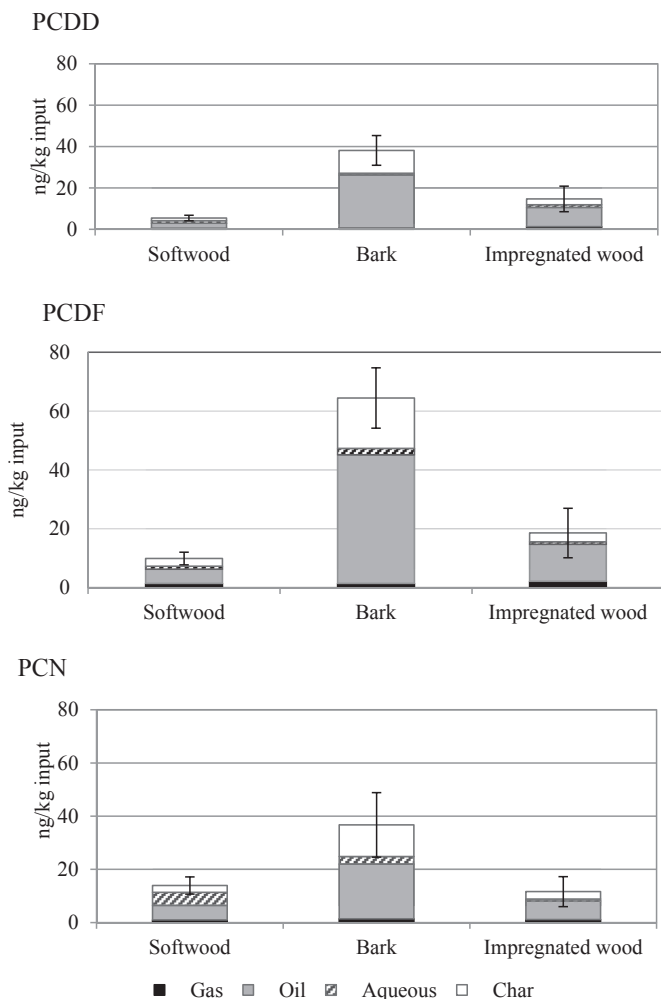 PCDD
80
60
40
20
0
ng/kg input
Softwood Bark Impregnated wood
PCDF
80
60
40
20
0
ng/kg input
Softwood Bark Impregnated wood
PCN
80
60
40
20
0
ng/kg input
Softwood Bark Impregnated wood
Gas Oil Aqueous Char